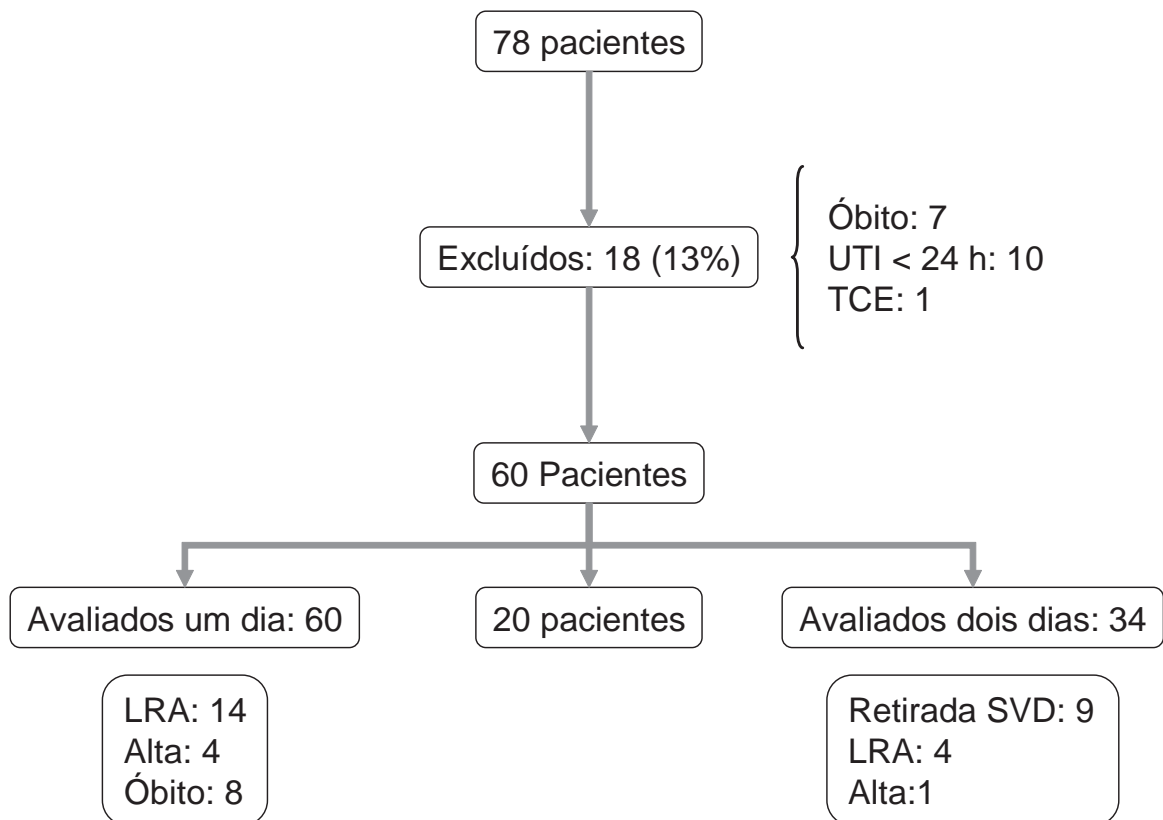 78 pacientes
Excluídos: 18 (13%)
Óbito: 7
UTI < 24 h: 10
TCE: 1
60 Pacientes
Avaliados um dia: 60
20 pacientes
Avaliados dois dias: 34
LRA: 14
Alta: 4
Óbito: 8
Retirada SVD: 9
LRA: 4
Alta:1